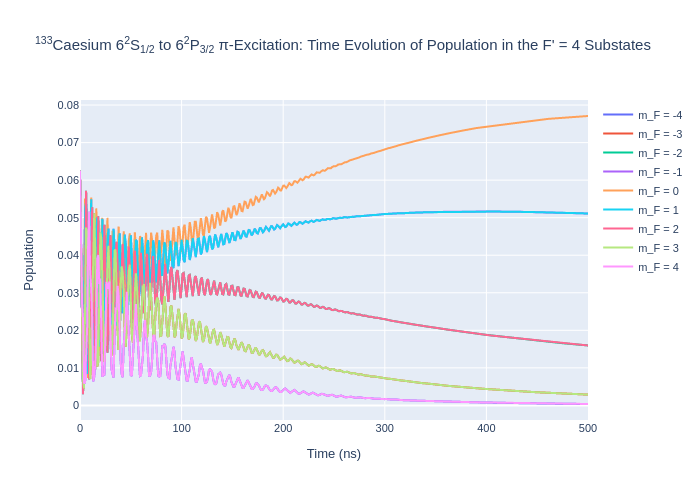 ¹³³Caesium 6²S₁/₂ to 6²P₃/₂ π-Excitation: Time Evolution of Population in the F' = 4 Substates
0.08
0.07
0.06
0.05
0.04
0.03
0.02
0.01
0
Population
0 100 200 300 400 500
Time (ns)
m_F = -4
m_F = -3
m_F = -2
m_F = -1
m_F = 0
m_F = 1
m_F = 2
m_F = 3
m_F = 4